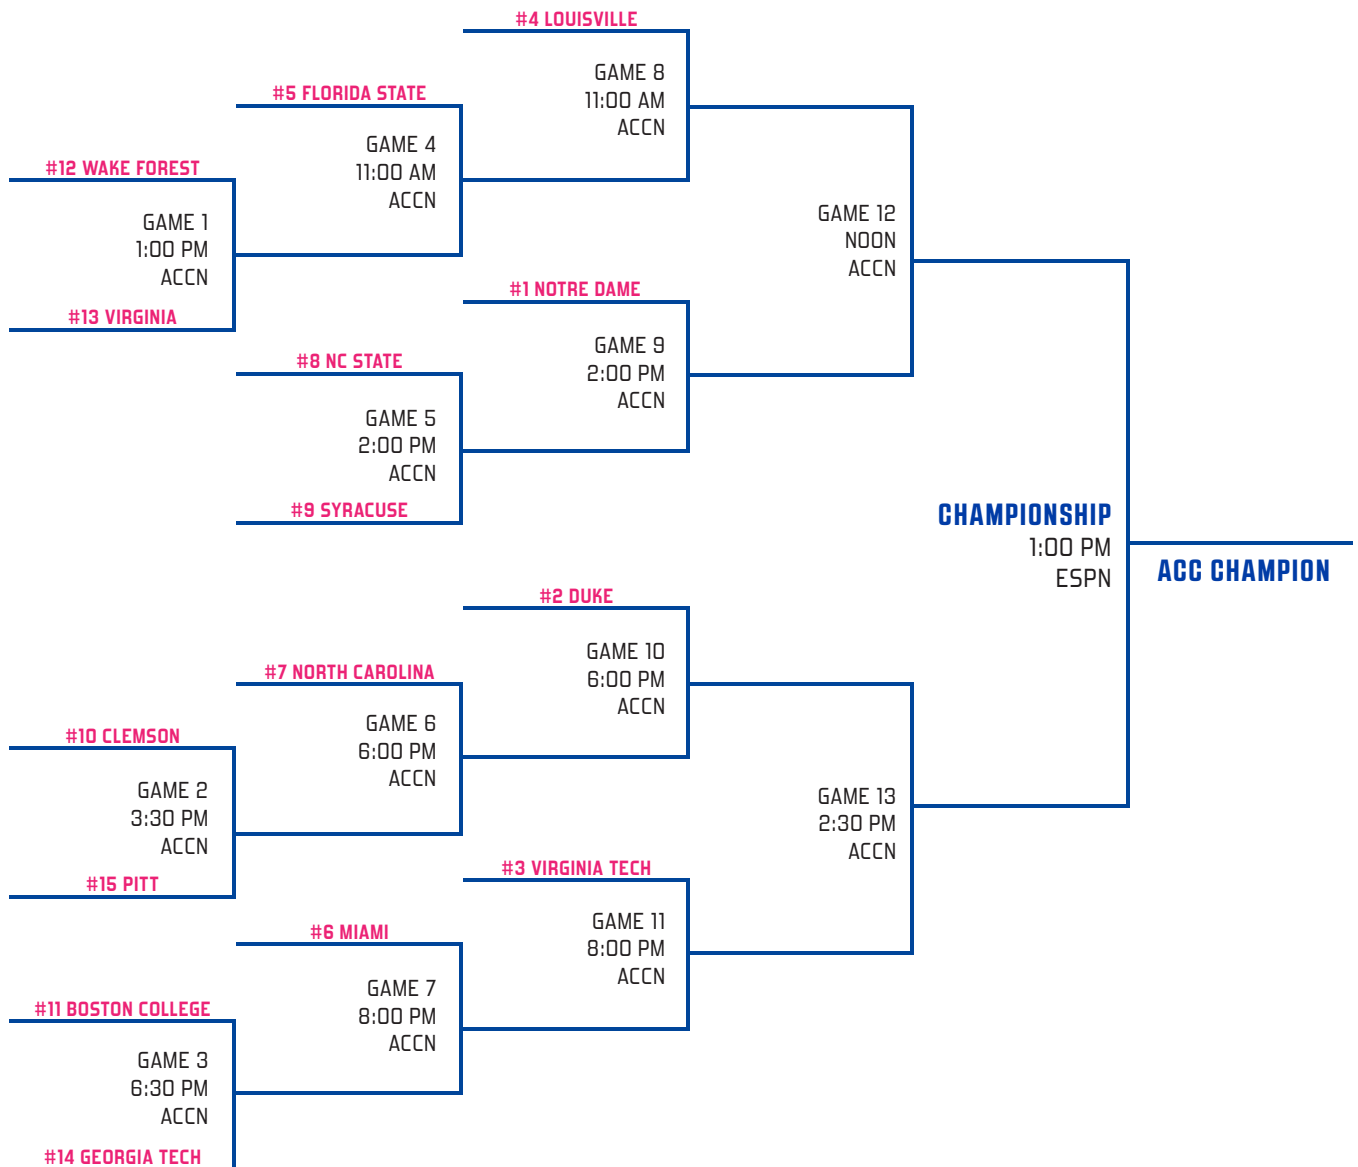 #4 LOUISVILLE
GAME 8
11:00 AM
ACCN
#5 FLORIDA STATE
GAME 4
11:00 AM
ACCN
#12 WAKE FOREST
GAME 1
1:00 PM
ACCN
#13 VIRGINIA
GAME 12
NOON
ACCN
#1 NOTRE DAME
GAME 9
2:00 PM
ACCN
#8 NC STATE
GAME 5
2:00 PM
ACCN
#9 SYRACUSE
CHAMPIONSHIP
1:00 PM
ESPN
ACC CHAMPION
#2 DUKE
GAME 10
6:00 PM
ACCN
#7 NORTH CAROLINA
GAME 6
6:00 PM
ACCN
#10 CLEMSON
GAME 2
3:30 PM
ACCN
#15 PITT
GAME 13
2:30 PM
ACCN
#3 VIRGINIA TECH
GAME 11
8:00 PM
ACCN
#6 MIAMI
GAME 7
8:00 PM
ACCN
#11 BOSTON COLLEGE
GAME 3
6:30 PM
ACCN
#14 GEORGIA TECH